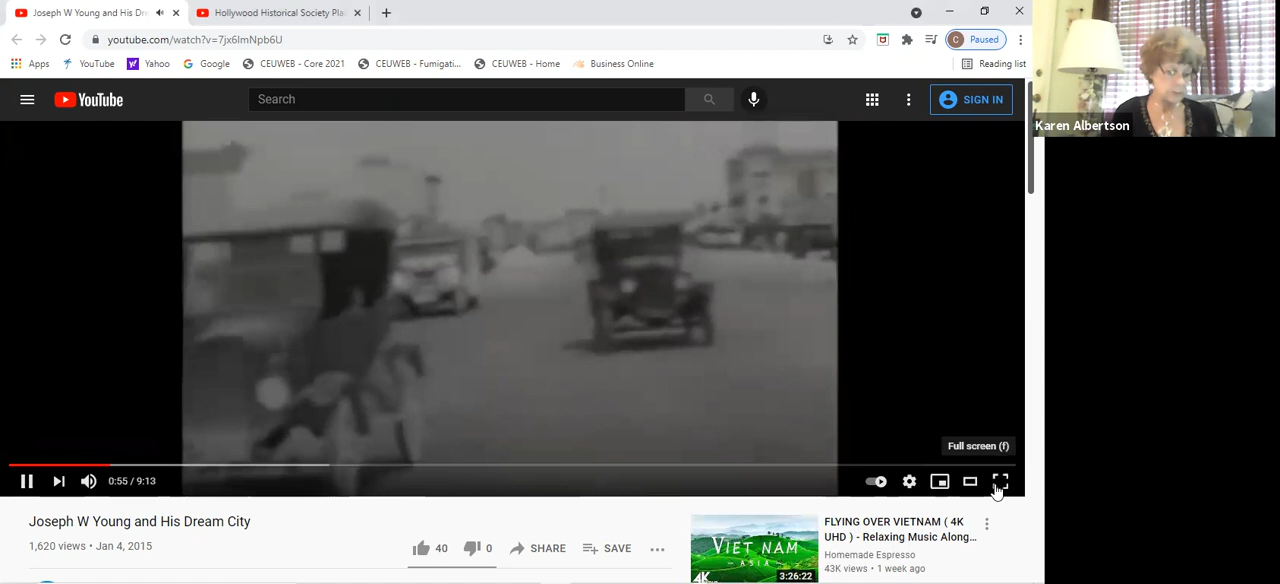 Joseph W Young and His Dr
Hollywood Historical Society Pla
youtube.com/watch?v=7jx6lmNpb6U
C Paused
Apps
YouTube
Yahoo
Google
CEUWEB - Core 2021
CEUWEB - Fumigati...
CEUWEB - Home
Business Online
Reading list
YouTube
Search
SIGN IN
Karen Albertson
Full screen (f)
0:55 / 9:13
Joseph W Young and His Dream City
1,620 views • Jan 4, 2015
40
0
SHARE
SAVE
VIET NAM
ASIA
4K
3:26:22
FLYING OVER VIETNAM ( 4K
UHD ) - Relaxing Music Along...
Homemade Espresso
43K views • 1 week ago